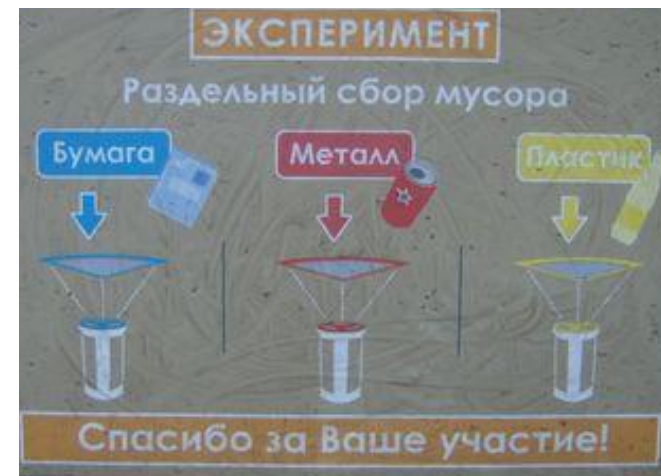 ЭКСПЕРИМЕНТ
Раздельный сбор мусора
Бумага Металл Пластик
Спасибо за Ваше участие!